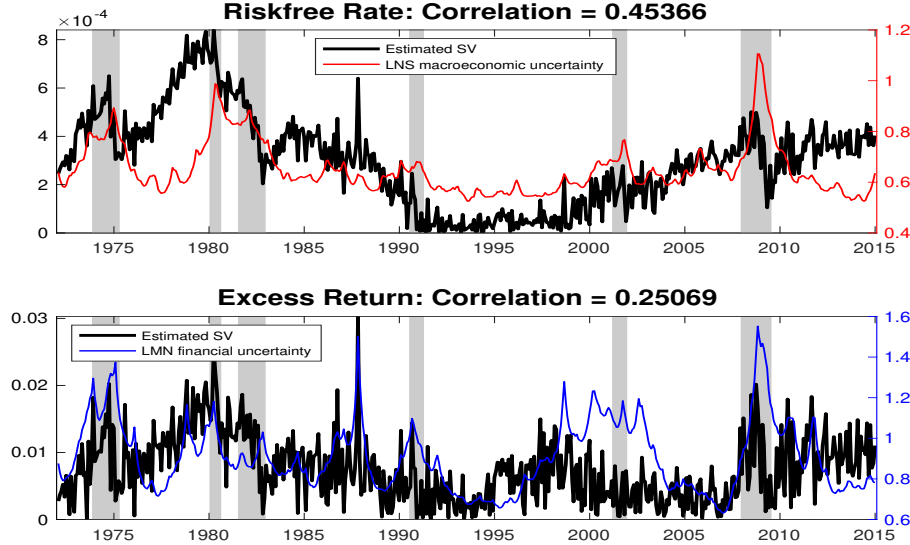 Riskfree Rate: Correlation = 0.45366
×10⁻⁴
8
6
4
2
0
1.2
1
0.8
0.6
0.4
Estimated SV
LNS macroeconomic uncertainty
1975 1980 1985 1990 1995 2000 2005 2010 2015
Excess Return: Correlation = 0.25069
0.03
0.02
0.01
0
1.6
1.4
1.2
1
0.8
0.6
Estimated SV
LMN financial uncertainty
1975 1980 1985 1990 1995 2000 2005 2010 2015